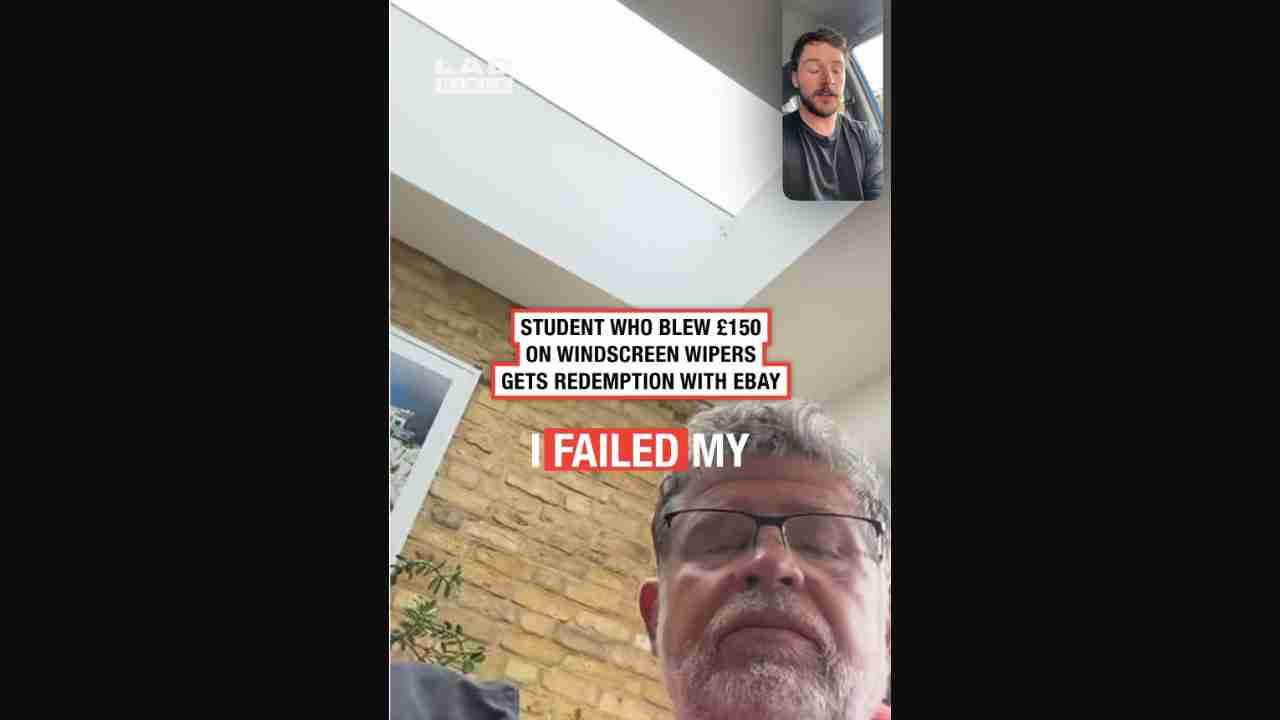 STUDENT WHO BLEW £150
ON WINDSCREEN WIPERS
GETS REDEMPTION WITH EBAY
I FAILED MY